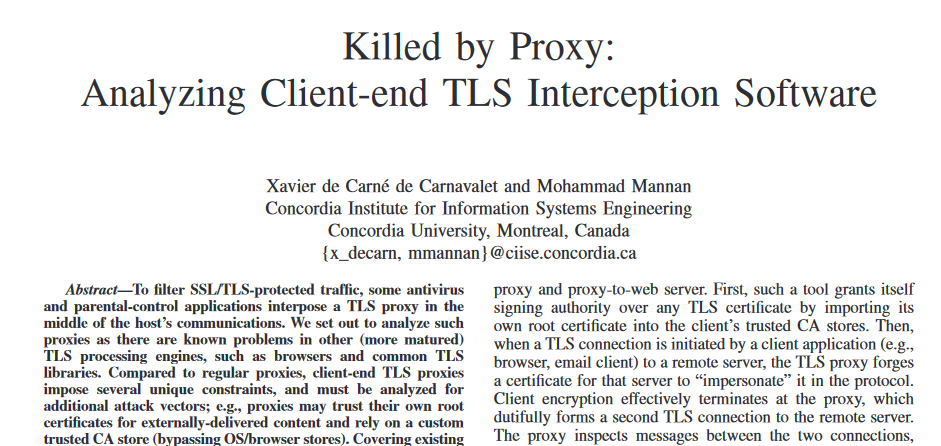 Killed by Proxy:
Analyzing Client-end TLS Interception Software
Xavier de Carné de Carnavalet and Mohammad Mannan
Concordia Institute for Information Systems Engineering
Concordia University, Montreal, Canada
{x_decarn, mmannan}@ciise.concordia.ca
Abstract—To filter SSL/TLS-protected traffic, some antivirus
and parental-control applications interpose a TLS proxy in the
middle of the host's communications. We set out to analyze such
proxies as there are known problems in other (more matured)
TLS processing engines, such as browsers and common TLS
libraries. Compared to regular proxies, client-end TLS proxies
impose several unique constraints, and must be analyzed for
additional attack vectors; e.g., proxies may trust their own root
certificates for externally-delivered content and rely on a custom
trusted CA store (bypassing OS/browser stores). Covering existing
proxy and proxy-to-web server. First, such a tool grants itself
signing authority over any TLS certificate by importing its
own root certificate into the client's trusted CA stores. Then,
when a TLS connection is initiated by a client application (e.g.,
browser, email client) to a remote server, the TLS proxy forges
a certificate for that server to “impersonate” it in the protocol.
Client encryption effectively terminates at the proxy, which
dutifully forms a second TLS connection to the remote server.
The proxy inspects messages between the two connections,